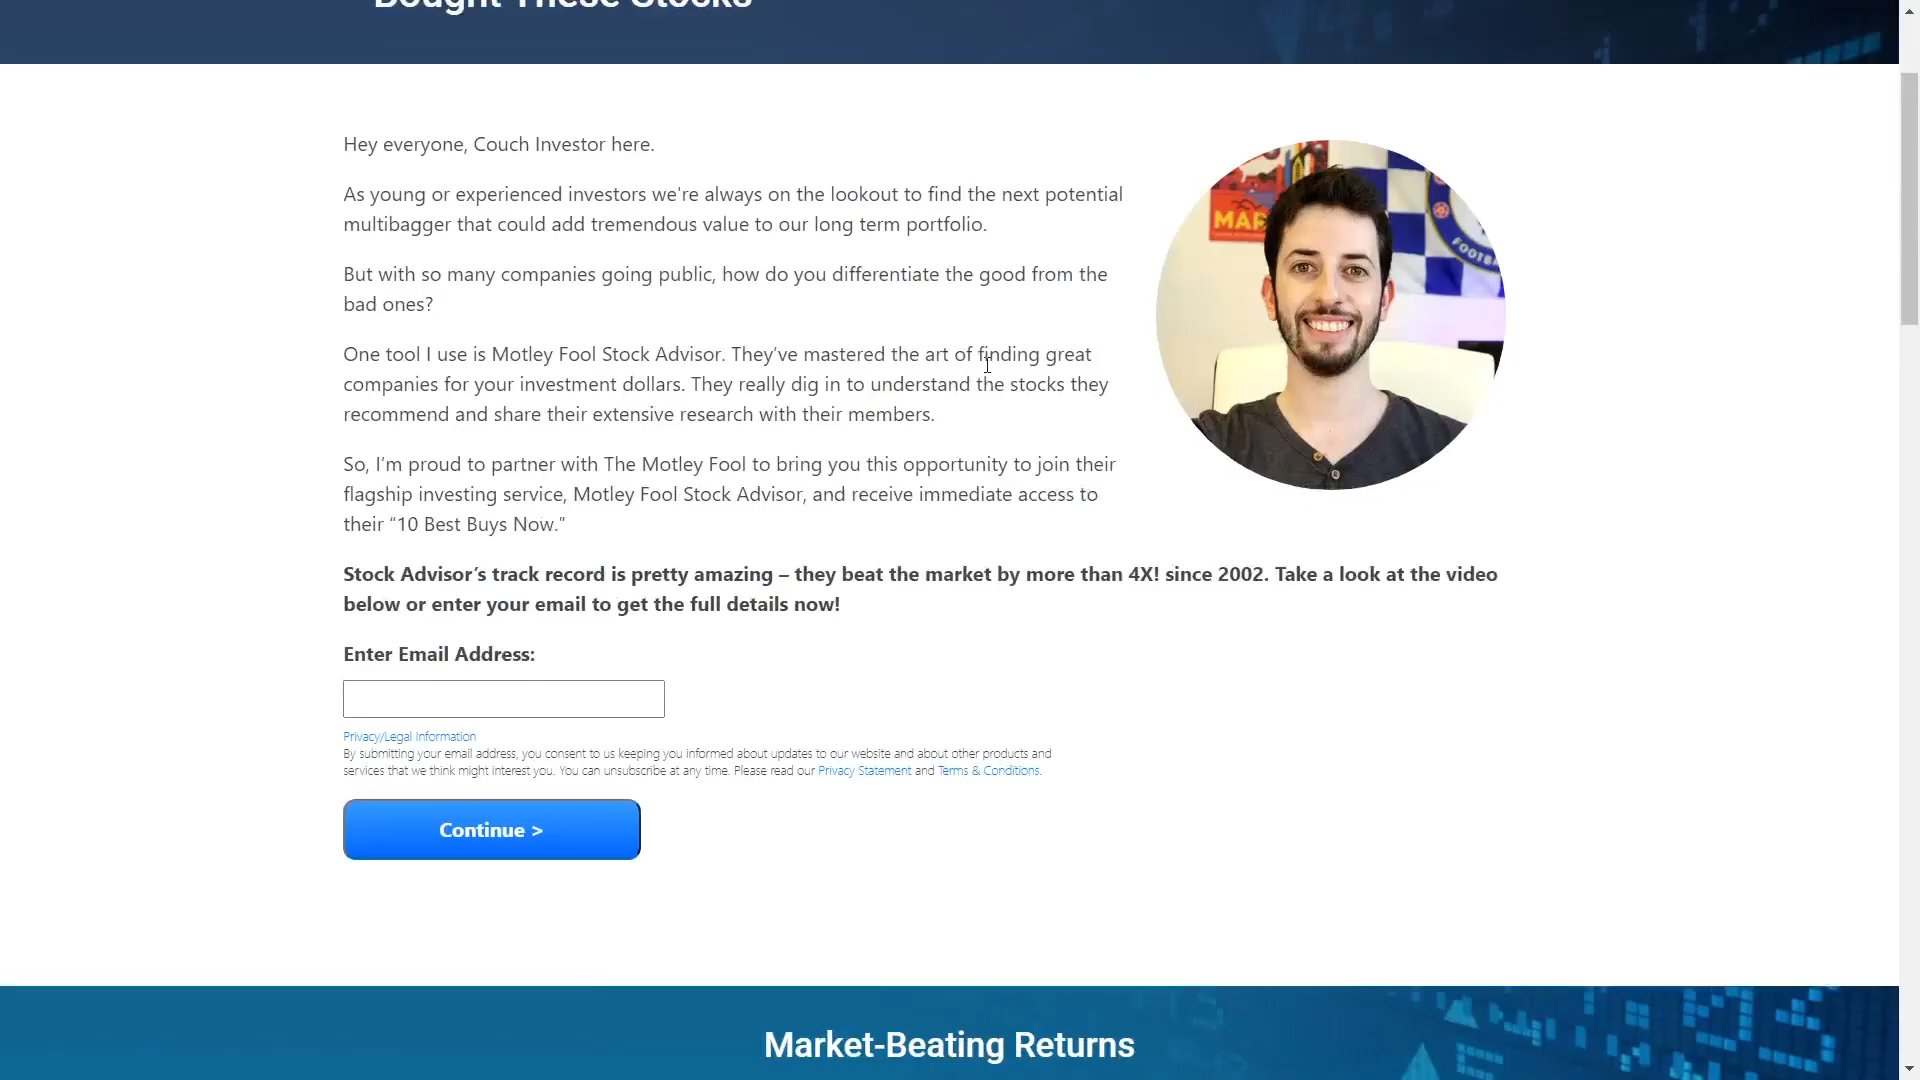 Bought These Stocks
Hey everyone, Couch Investor here.
As young or experienced investors we're always on the lookout to find the next potential
multibagger that could add tremendous value to our long term portfolio.
But with so many companies going public, how do you differentiate the good from the
bad ones?
One tool I use is Motley Fool Stock Advisor. They’ve mastered the art of finding great
companies for your investment dollars. They really dig in to understand the stocks they
recommend and share their extensive research with their members.
So, I’m proud to partner with The Motley Fool to bring you this opportunity to join their
flagship investing service, Motley Fool Stock Advisor, and receive immediate access to
their “10 Best Buys Now.”
MAR
FOOTBA
Stock Advisor’s track record is pretty amazing – they beat the market by more than 4X! since 2002. Take a look at the video
below or enter your email to get the full details now!
Enter Email Address:
Privacy/Legal Information
By submitting your email address, you consent to us keeping you informed about updates to our website and about other products and
services that we think might interest you. You can unsubscribe at any time. Please read our Privacy Statement and Terms & Conditions.
Continue >
Market-Beating Returns